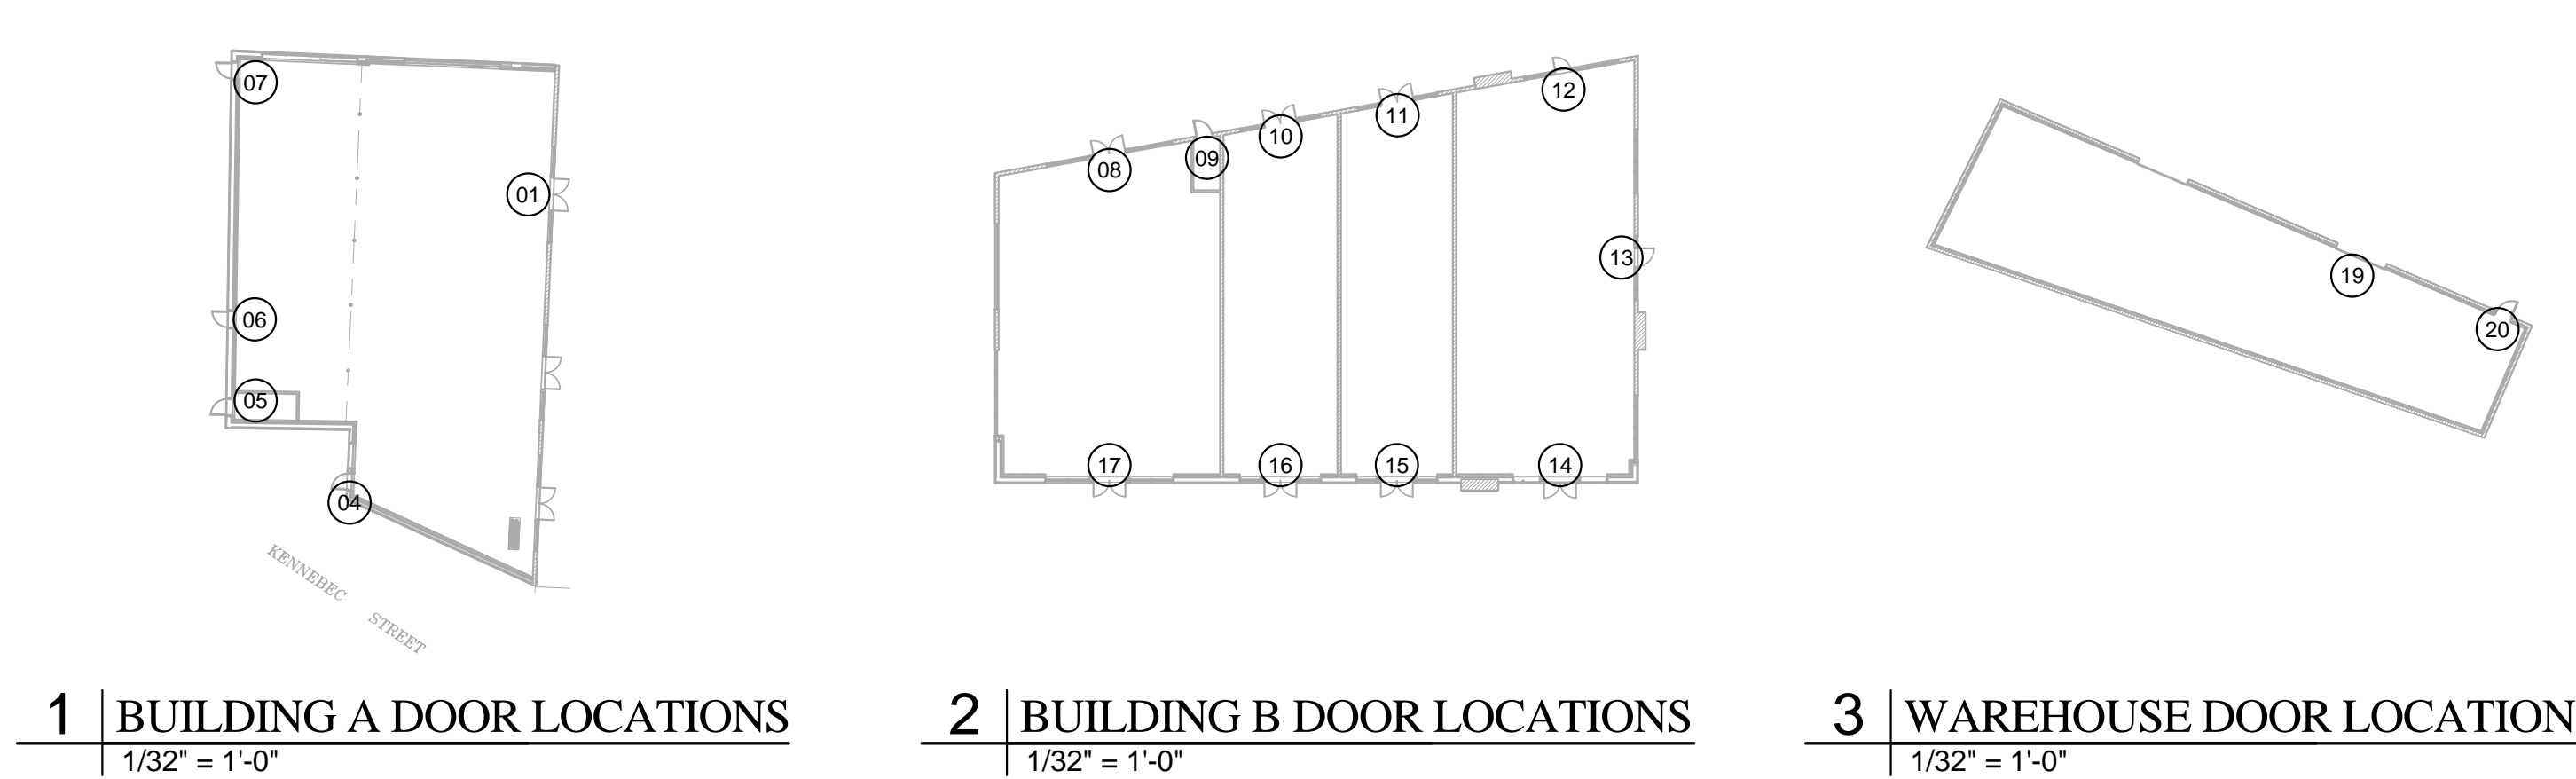 07
01
06
05
04
KENNEBEC
STREET
1 BUILDING A DOOR LOCATIONS
1/32" = 1'-0"
12
11
10
09
08
13
17
16
15
14
2 BUILDING B DOOR LOCATIONS
1/32" = 1'-0"
19
20
3 WAREHOUSE DOOR LOCATION
1/32" = 1'-0"